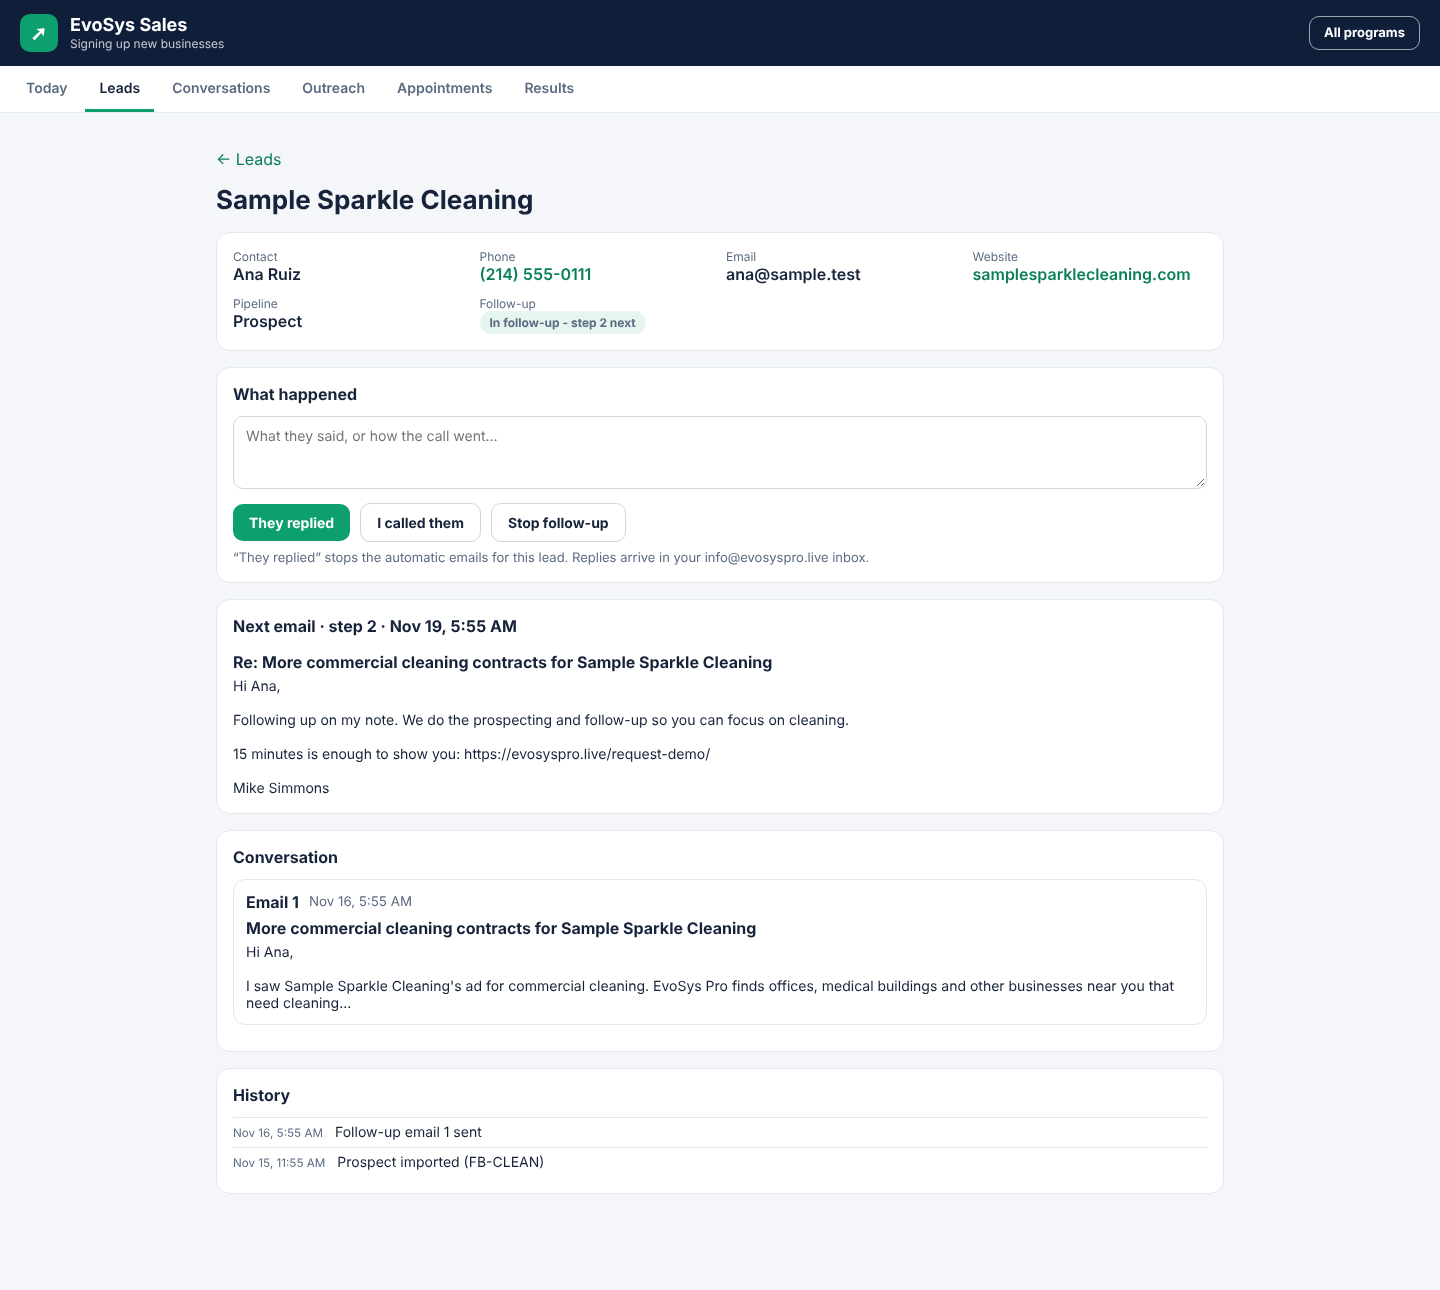 EvoSys Sales
Signing up new businesses
All programs
Today
Leads
Conversations
Outreach
Appointments
Results
← Leads
Sample Sparkle Cleaning
Contact
Ana Ruiz
Phone
(214) 555-0111
Email
ana@sample.test
Website
samplesparklecleaning.com
Pipeline
Prospect
Follow-up
In follow-up - step 2 next
What happened
What they said, or how the call went...
They replied
I called them
Stop follow-up
“They replied” stops the automatic emails for this lead. Replies arrive in your info@evosyspro.live inbox.
Next email · step 2 · Nov 19, 5:55 AM
Re: More commercial cleaning contracts for Sample Sparkle Cleaning
Hi Ana,
Following up on my note. We do the prospecting and follow-up so you can focus on cleaning.
15 minutes is enough to show you: https://evosyspro.live/request-demo/
Mike Simmons
Conversation
Email 1 Nov 16, 5:55 AM
More commercial cleaning contracts for Sample Sparkle Cleaning
Hi Ana,
I saw Sample Sparkle Cleaning's ad for commercial cleaning. EvoSys Pro finds offices, medical buildings and other businesses near you that
need cleaning...
History
Nov 16, 5:55 AM Follow-up email 1 sent
Nov 15, 11:55 AM Prospect imported (FB-CLEAN)